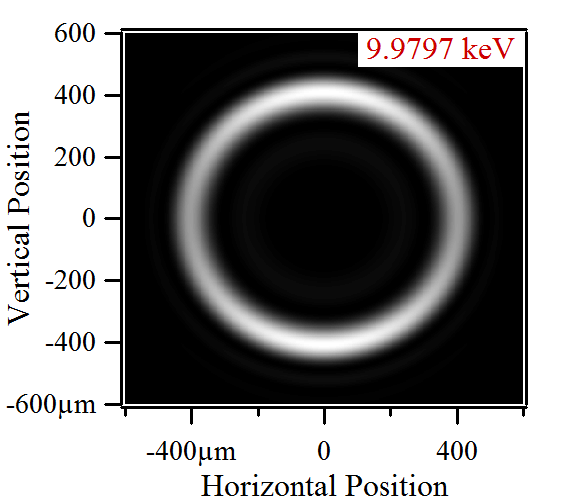 9.9797 keV
600
400
200
0
-200
-400
-600µm
Vertical Position
-400µm 0 400
Horizontal Position